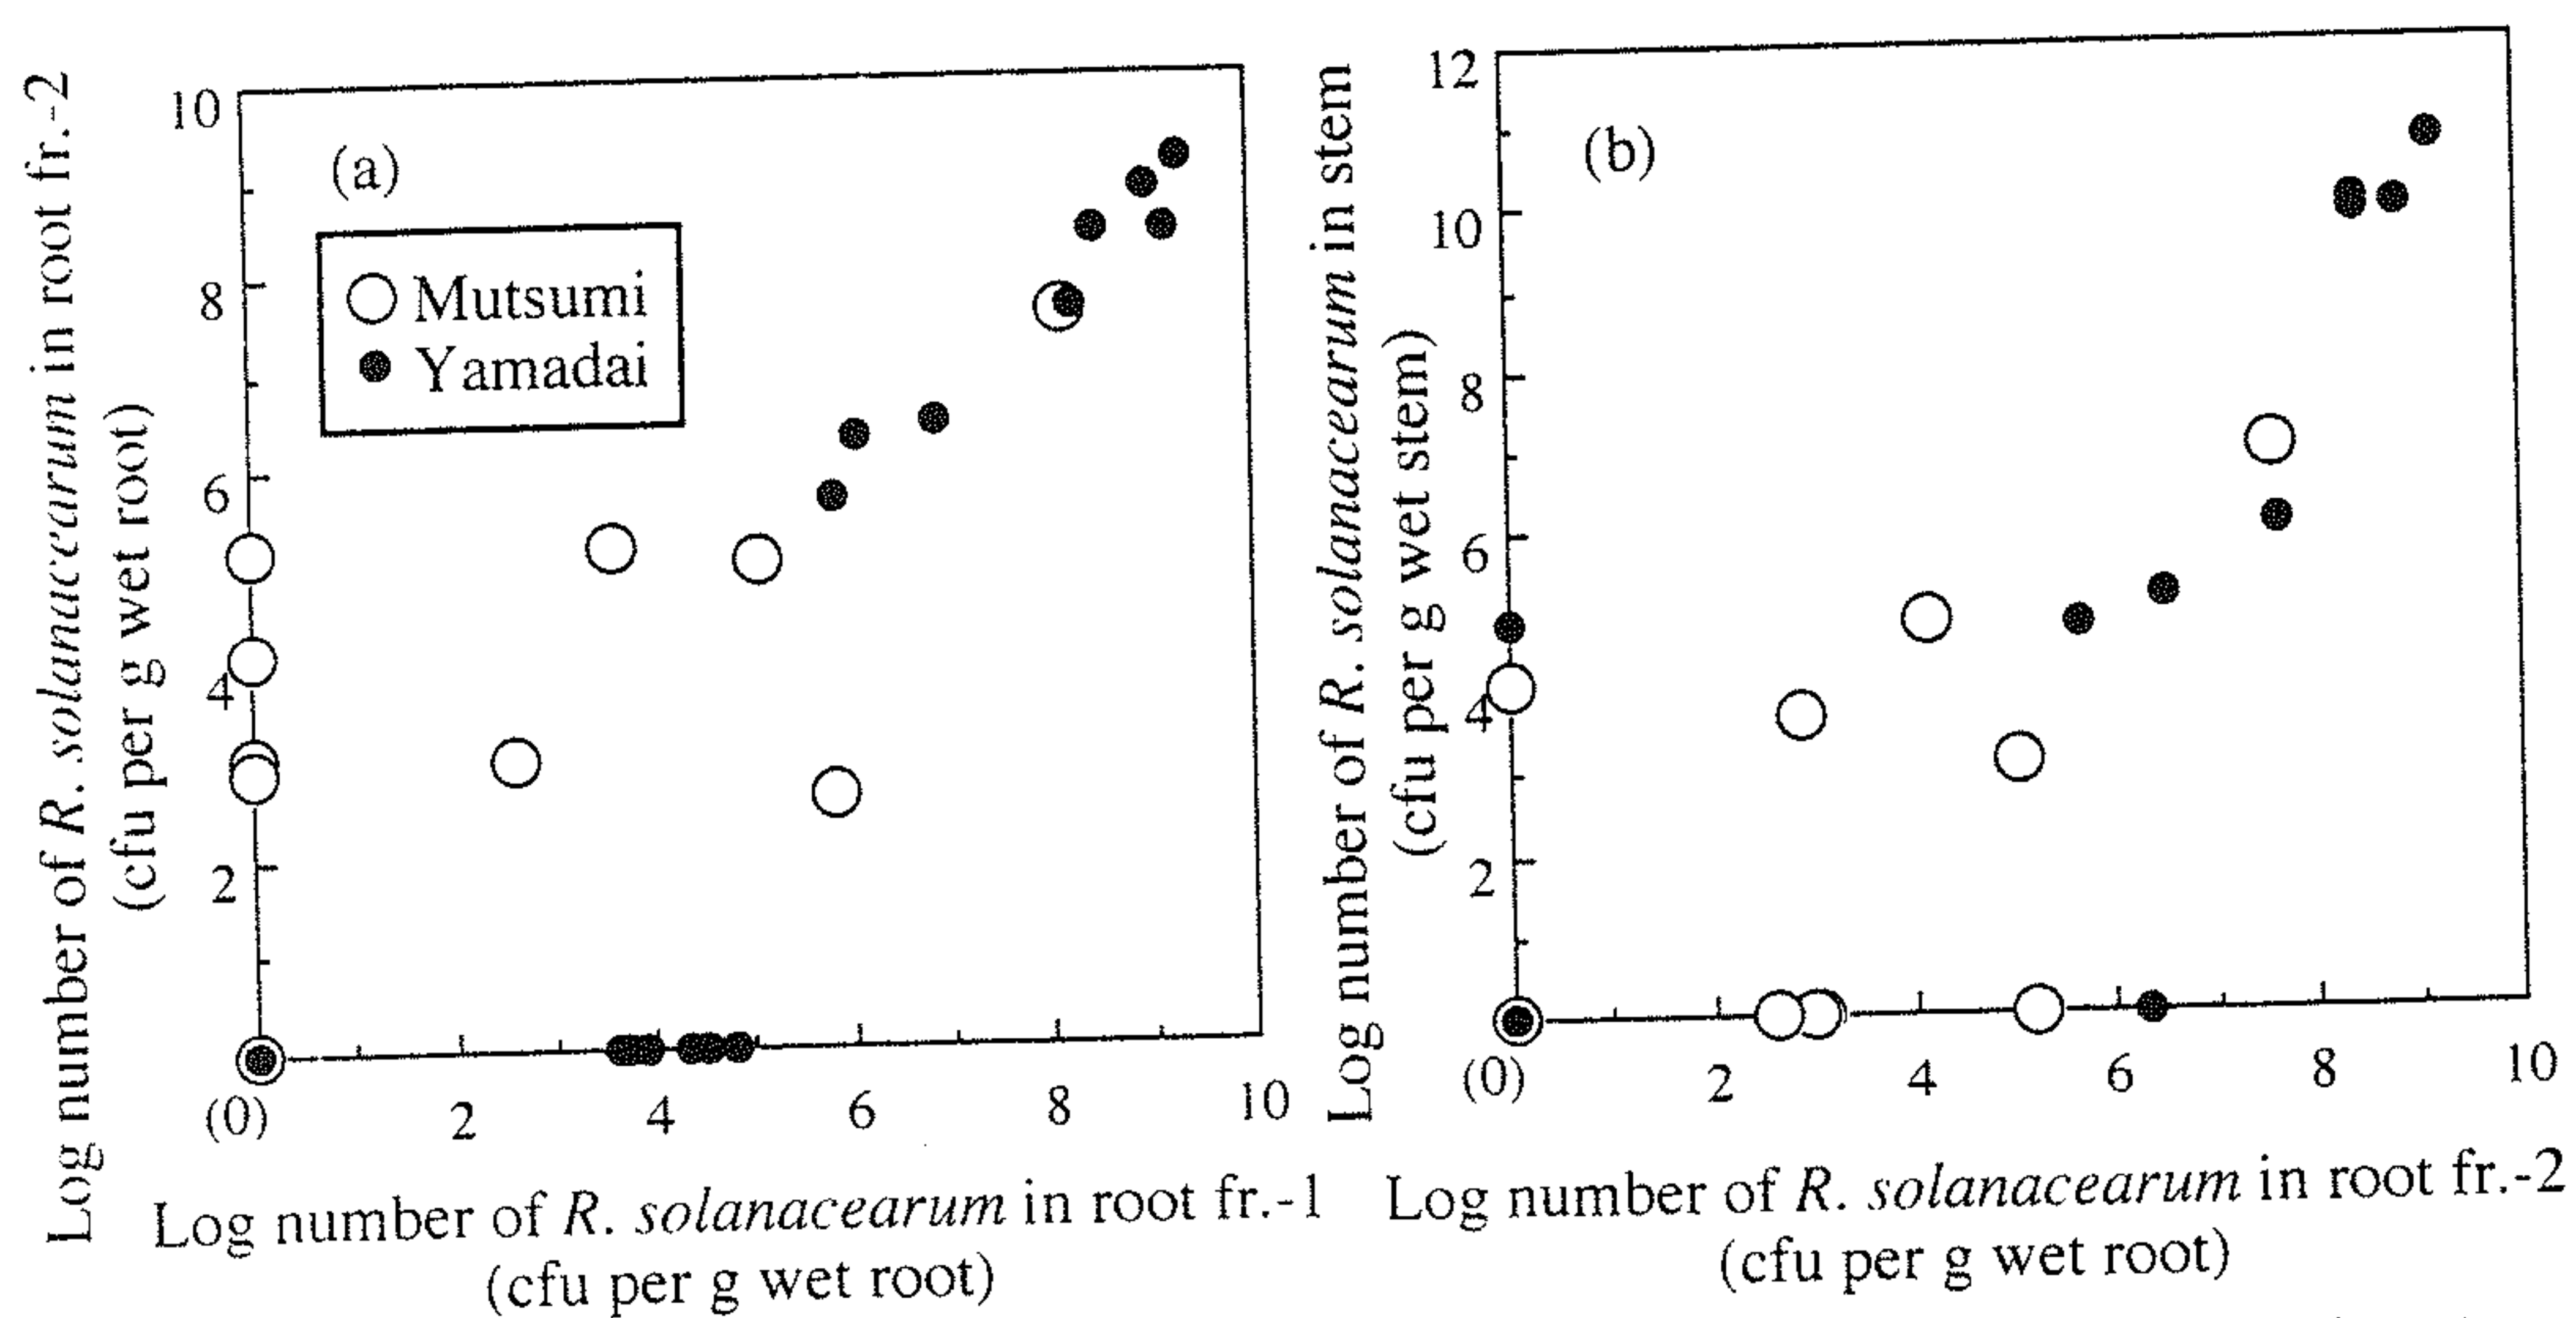 Log number of R. solanacearum in root fr.-2
(cfu per g wet root)
10
8
6
4
2
(a)
Mutsumi
Yamadai
(0)
2
4
6
8
10
Log number of R. solanacearum in root fr.-1
(cfu per g wet root)
Log number of R. solanacearum in stem
(cfu per g wet stem)
12
10
8
6
4
2
(b)
(0)
2
4
6
8
10
Log number of R. solanacearum in root fr.-2
(cfu per g wet root)